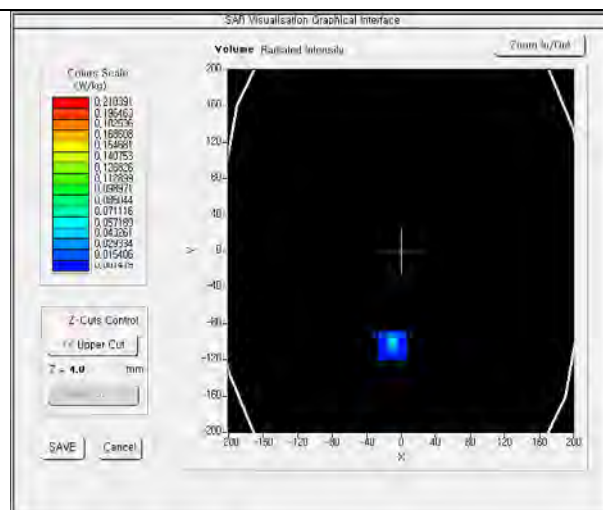 SAR Visualisation Graphical Interface
Volume Radiated Intensity
Zoom In/Out
Colors Scale
(W/kg)
0.210391
0.196463
0.182536
0.168608
0.154681
0.140753
0.126826
0.112899
0.098971
0.085044
0.071116
0.057189
0.043261
0.029334
0.015406
0.001479
200
160
120
80
40
0
-40
-80
-120
-160
-200
Y
-200 -160 -120 -80 -40 0 40 80 120 160 200
X
Z-Cuts Control
Upper Cut
Z = 4.0 mm
SAVE
Cancel